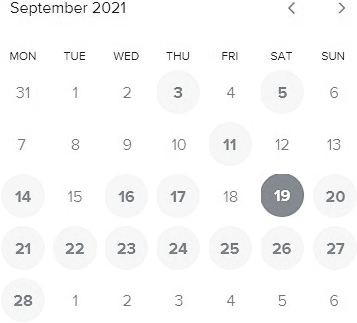 September 2021
MON TUE WED THU FRI SAT SUN
31 1 2 3 4 5 6
7 8 9 10 11 12 13
14 15 16 17 18 19 20
21 22 23 24 25 26 27
28 1 2 3 4 5 6